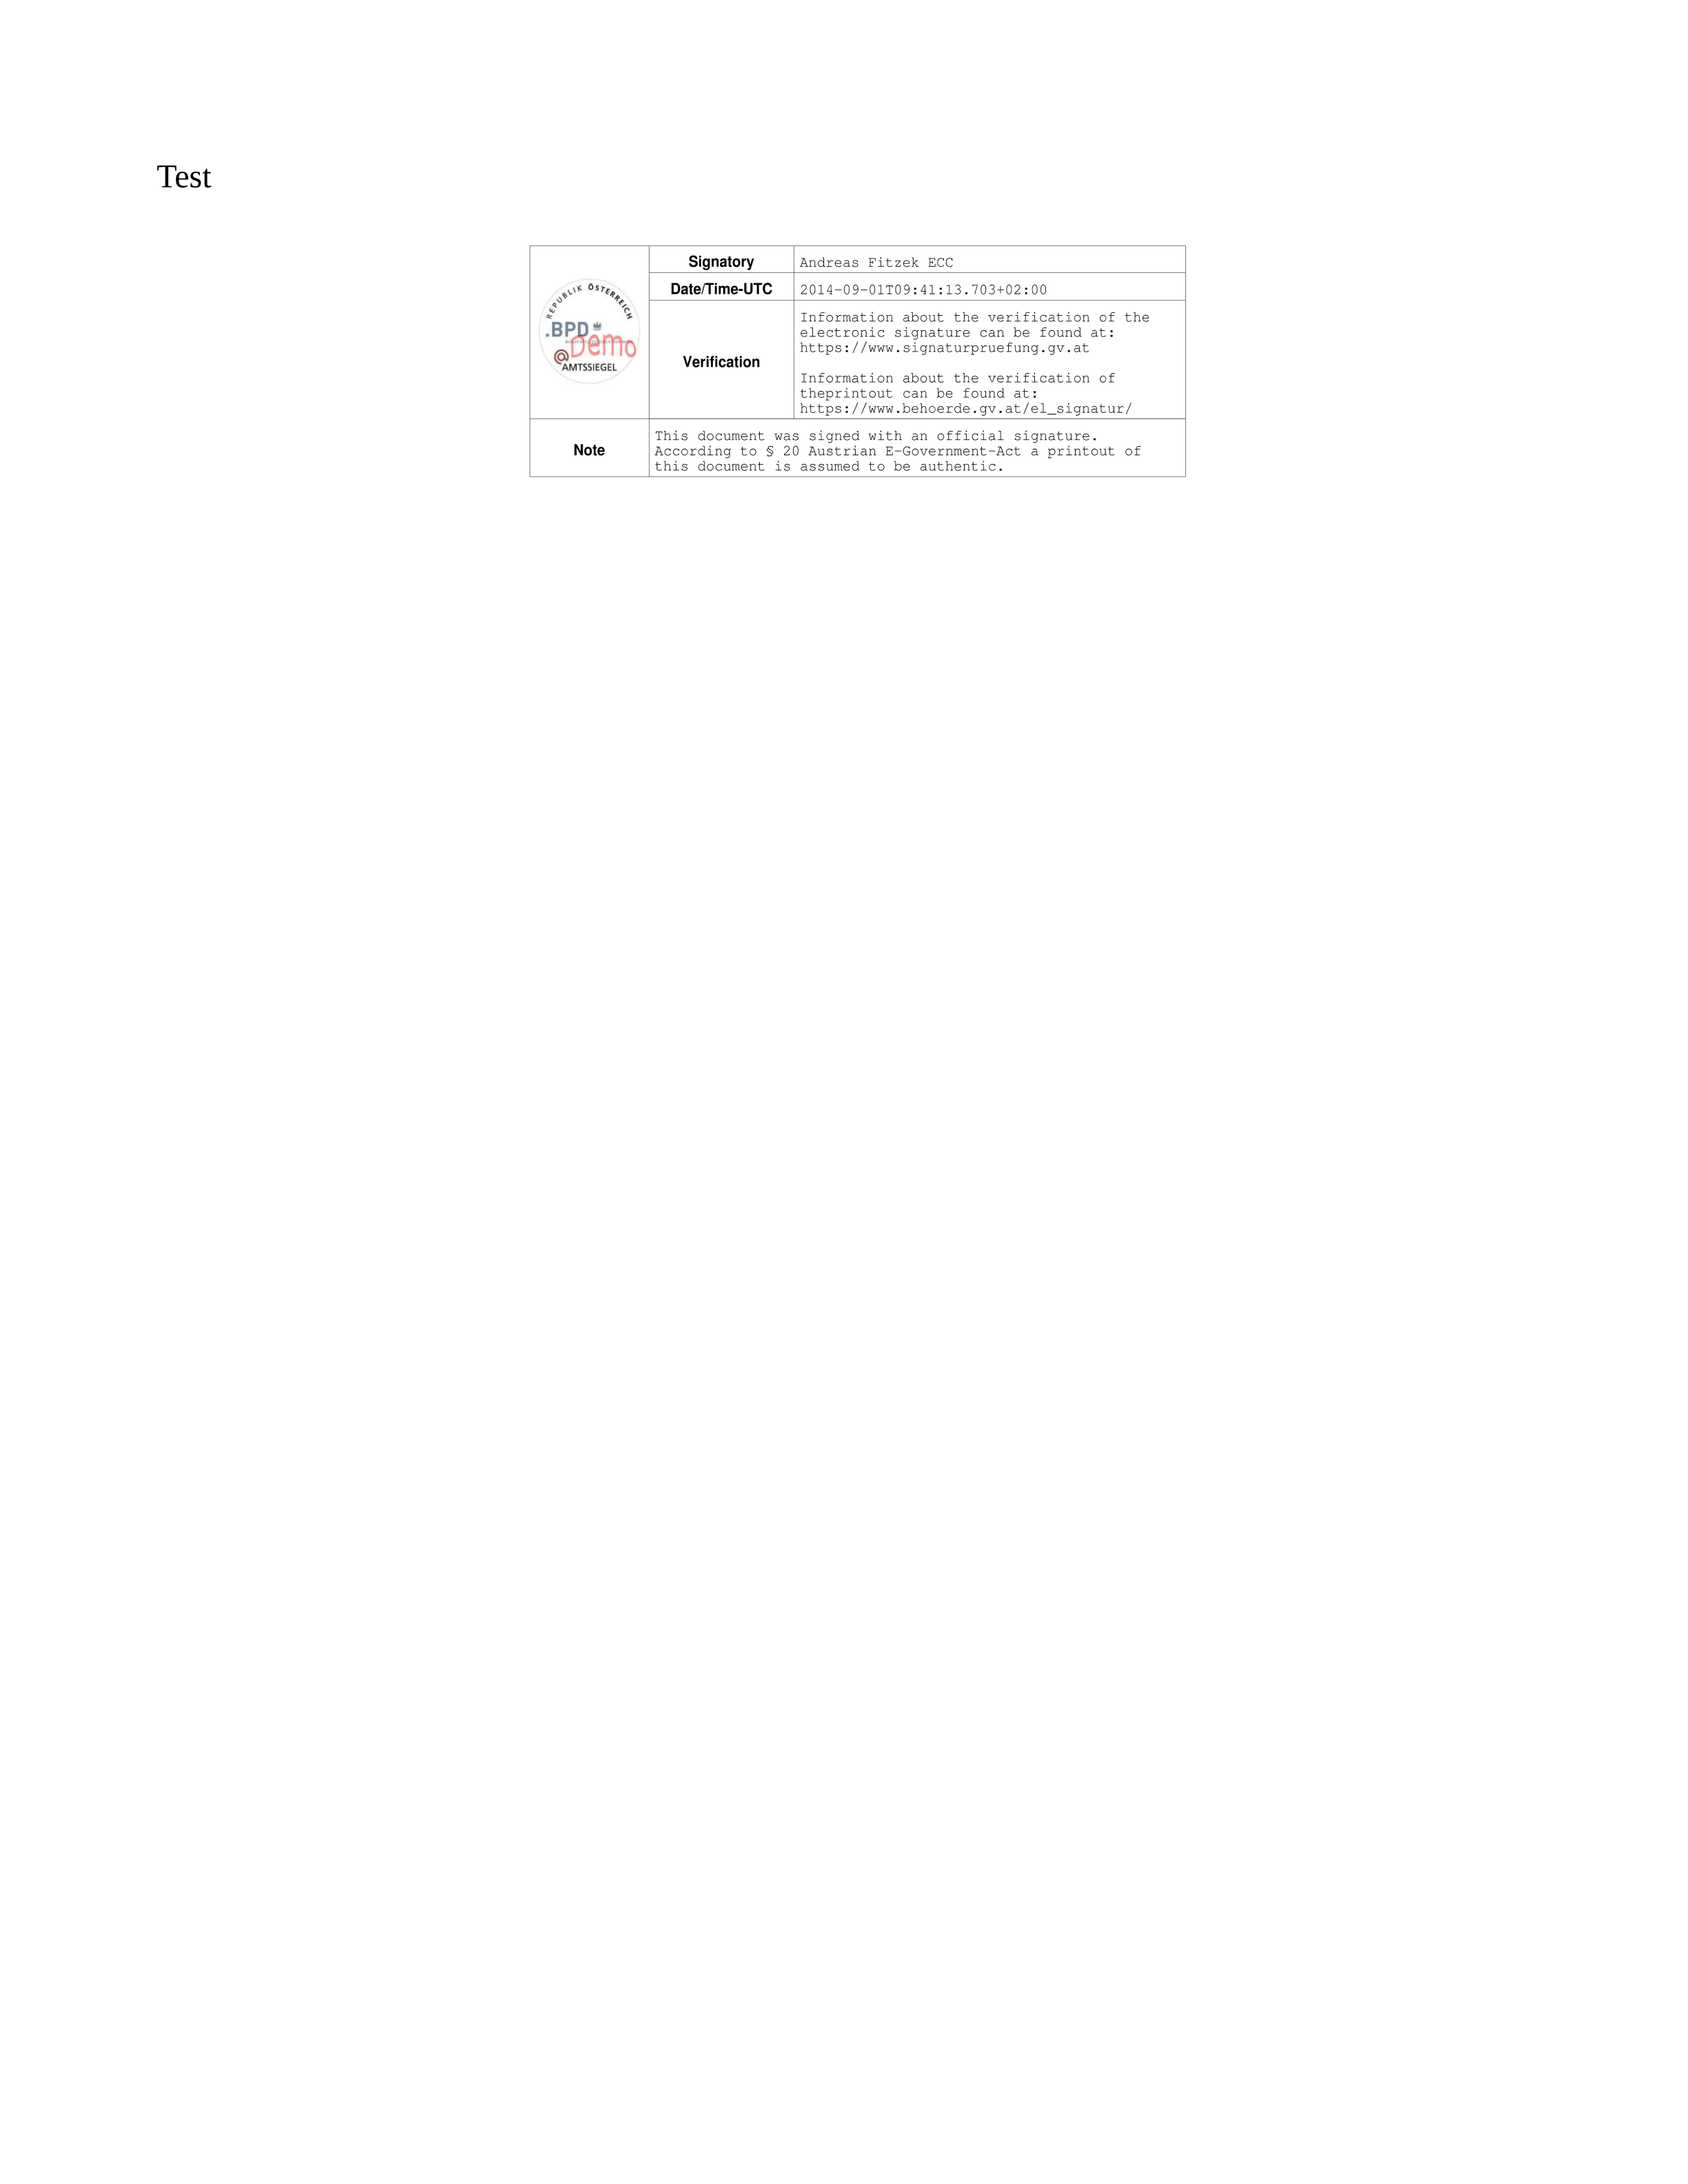 Test
REPUBLIK ÖSTERREICH
.BPD
Demo
@
AMTSSIEGEL
Signatory
Andreas Fitzek ECC
Date/Time-UTC
2014-09-01T09:41:13.703+02:00
Verification
Information about the verification of the
electronic signature can be found at:
https://www.signaturpruefung.gv.at
Information about the verification of
theprintout can be found at:
https://www.behoerde.gv.at/el_signatur/
Note
This document was signed with an official signature.
According to § 20 Austrian E-Government-Act a printout of
this document is assumed to be authentic.